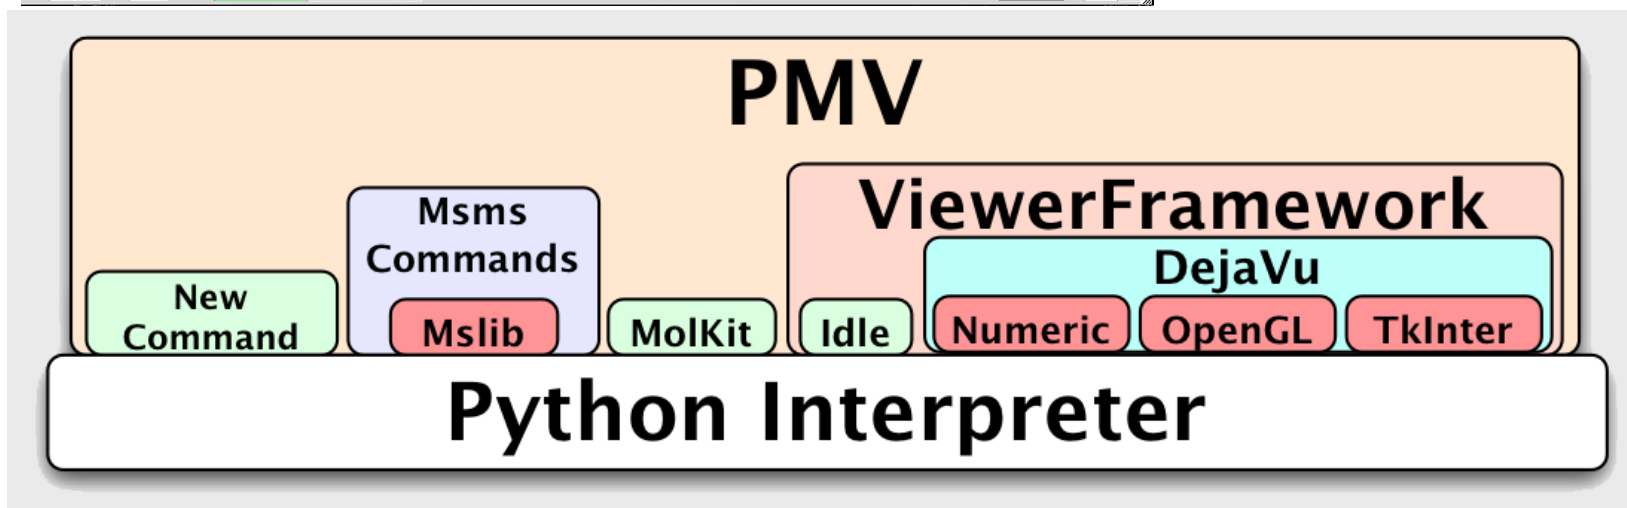 PMV
ViewerFramework
Msms
Commands
DejaVu
New
Command
Mslib
MolKit
Idle
Numeric
OpenGL
TkInter
Python Interpreter